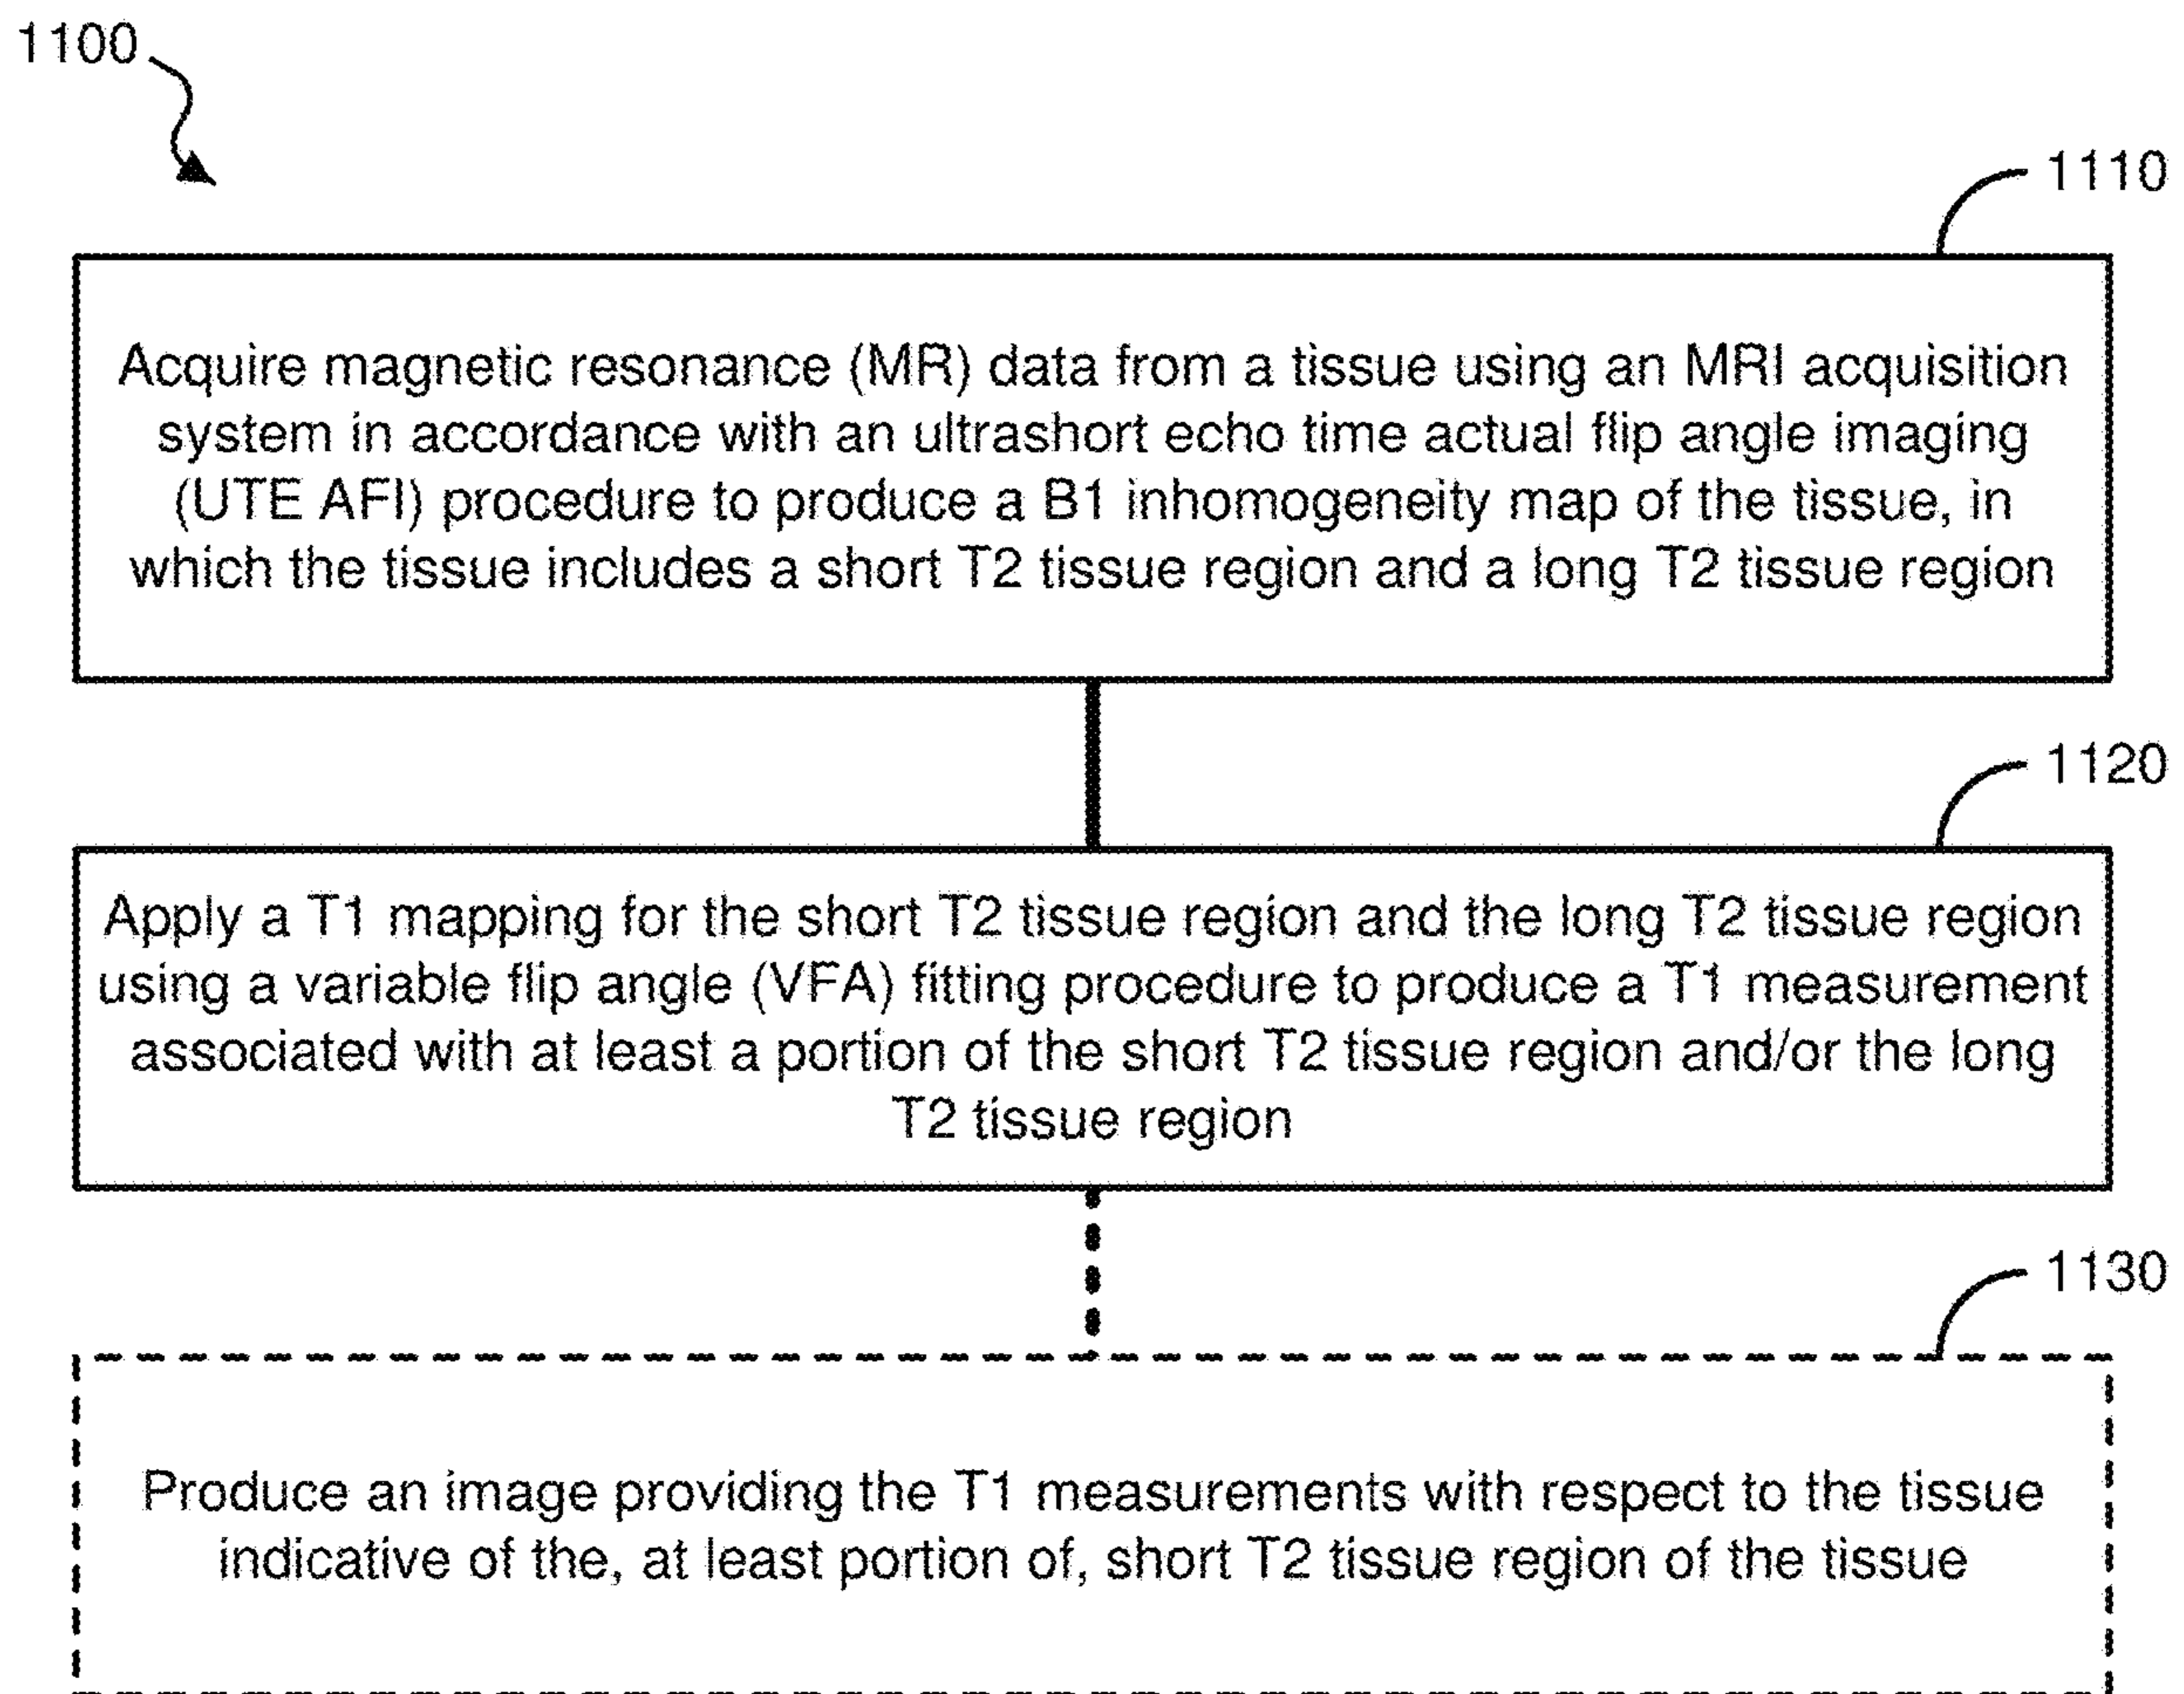 1100
1110
Acquire magnetic resonance (MR) data from a tissue using an MRI acquisition
system in accordance with an ultrashort echo time actual flip angle imaging
(UTE AFI) procedure to produce a B1 inhomogeneity map of the tissue, in
which the tissue includes a short T2 tissue region and a long T2 tissue region
1120
Apply a T1 mapping for the short T2 tissue region and the long T2 tissue region
using a variable flip angle (VFA) fitting procedure to produce a T1 measurement
associated with at least a portion of the short T2 tissue region and/or the long
T2 tissue region
1130
Produce an image providing the T1 measurements with respect to the tissue
indicative of the, at least portion of, short T2 tissue region of the tissue